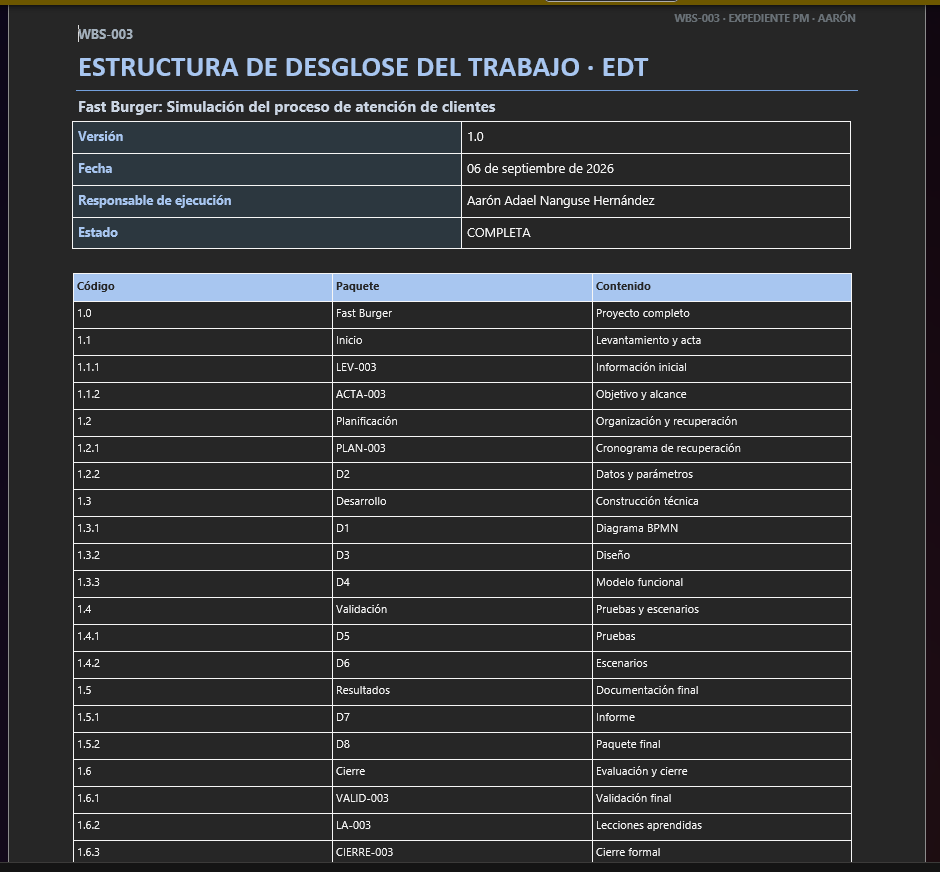 WBS-003 - EXPEDIENTE PM - AARÓN
WBS-003
ESTRUCTURA DE DESGLOSE DEL TRABAJO · EDT
Fast Burger: Simulación del proceso de atención de clientes
Versión 1.0
Fecha 06 de septiembre de 2026
Responsable de ejecución Aarón Adael Nanguse Hernández
Estado COMPLETA
Código Paquete Contenido
1.0 Fast Burger Proyecto completo
1.1 Inicio Levantamiento y acta
1.1.1 LEV-003 Información inicial
1.1.2 ACTA-003 Objetivo y alcance
1.2 Planificación Organización y recuperación
1.2.1 PLAN-003 Cronograma de recuperación
1.2.2 D2 Datos y parámetros
1.3 Desarrollo Construcción técnica
1.3.1 D1 Diagrama BPMN
1.3.2 D3 Diseño
1.3.3 D4 Modelo funcional
1.4 Validación Pruebas y escenarios
1.4.1 D5 Pruebas
1.4.2 D6 Escenarios
1.5 Resultados Documentación final
1.5.1 D7 Informe
1.5.2 D8 Paquete final
1.6 Cierre Evaluación y cierre
1.6.1 VALID-003 Validación final
1.6.2 LA-003 Lecciones aprendidas
1.6.3 CIERRE-003 Cierre formal